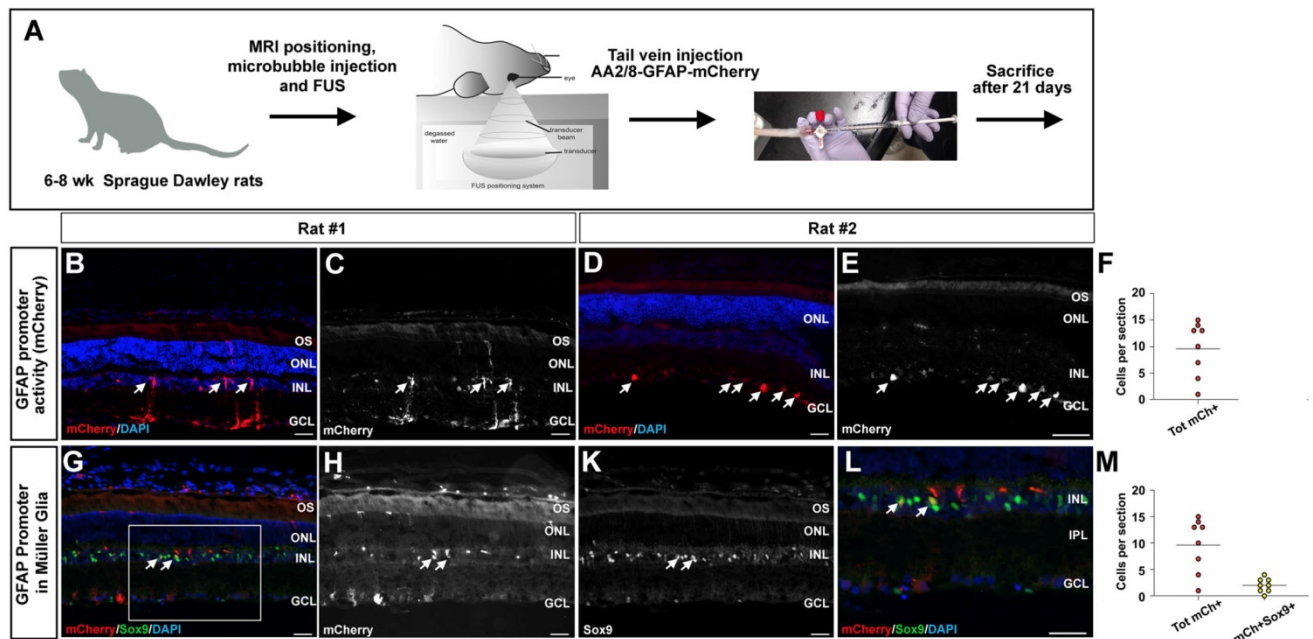 A
MRI positioning,
microbubble injection
and FUS
Tail vein injection
AA2/8-GFAP-mCherry
Sacrifice
after 21 days
6-8 wk Sprague Dawley rats
eye
degassed
water
transducer
beam
transducer
FUS positioning system
Rat #1
Rat #2
GFAP promoter
activity (mCherry)
B
OS
ONL
INL
GCL
mCherry/DAPI
C
OS
ONL
INL
GCL
mCherry
D
ONL
INL
GCL
mCherry/DAPI
E
OS
ONL
INL
GCL
mCherry
F
Cells per section
20
15
10
5
0
Tot mCh+
GFAP Promoter
in Müller Glia
G
OS
ONL
INL
GCL
mCherry/Sox9/DAPI
H
OS
ONL
INL
GCL
mCherry
K
OS
ONL
INL
GCL
Sox9
L
INL
IPL
GCL
mCherry/Sox9/DAPI
M
Cells per section
20
15
10
5
0
Tot mCh+
mCh+Sox9+